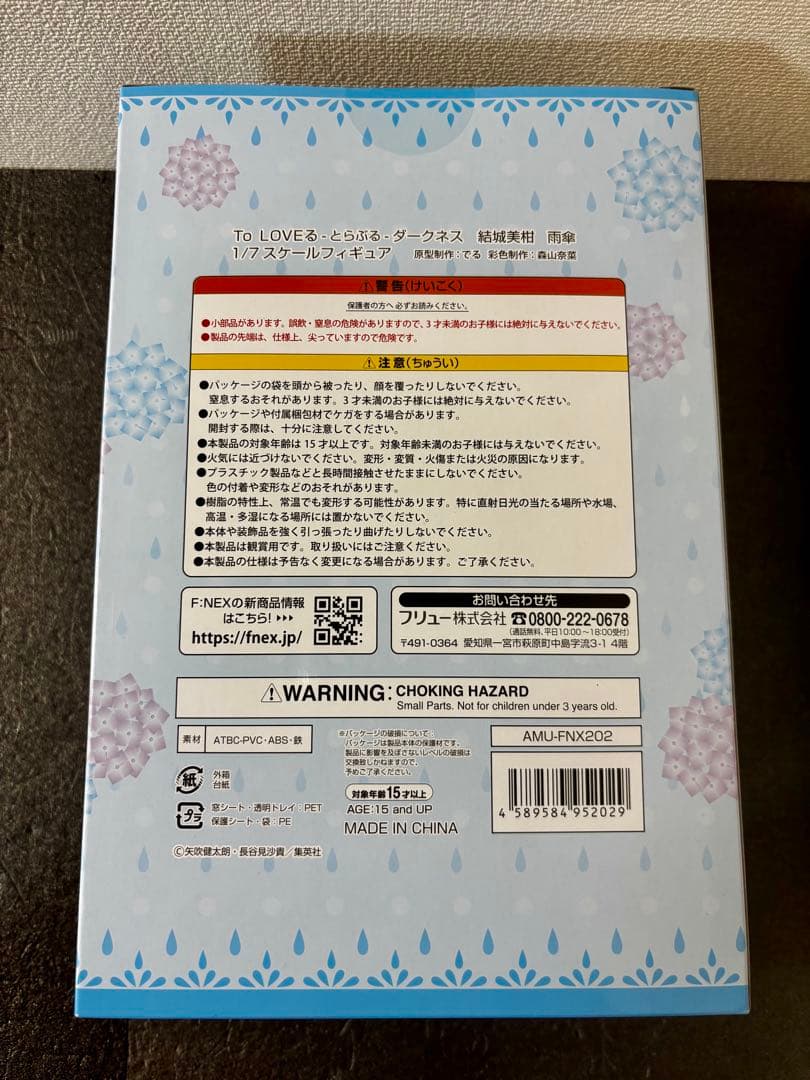 To LOVEる -とらぶる- ダークネス 結城美柑 雨傘
1/7スケールフィギュア 原型制作：でる 彩色制作：森山奈菜
⚠警告(けいこく)
保護者の方へ 必ずお読みください。
●小部品があります。誤飲・窒息の危険がありますので、3才未満のお子様には絶対に与えないでください。
●製品の先端は、仕様上、尖っていますので危険です。
⚠注意(ちゅうい)
●パッケージの袋を頭から被ったり、顔を覆ったりしないでください。
窒息するおそれがあります。3才未満のお子様には絶対に与えないでください。
●パッケージや付属梱包材でケガをする場合があります。
開封する際は、十分に注意してください。
●本製品の対象年齢は15才以上です。対象年齢未満のお子様には与えないでください。
●火気には近づけないでください。変形・変質・火傷または火災の原因になります。
●プラスチック製品などと長時間接触させたままにしないでください。
色の付着や変形などのおそれがあります。
●樹脂の特性上、常温でも変形する可能性があります。特に直射日光の当たる場所や水場、
高温・多湿になる場所には置かないでください。
●本体や装飾品を強く引っ張ったり曲げたりしないでください。
●本製品は観賞用です。取り扱いにはご注意ください。
●本製品の仕様は予告なく変更になる場合があります。ご了承ください。
F:NEXの新商品情報
はこちら! ▸▸▸
https://fnex.jp/
お問い合わせ先
フリュー株式会社 ☎0800-222-0678
(通話無料、平日10:00～18:00受付)
〒491-0364 愛知県一宮市萩原町中島字流3-1 4階
⚠WARNING: CHOKING HAZARD
Small Parts. Not for children under 3 years old.
素材 ATBC-PVC・ABS・鉄
紙 外箱
台紙
プラ 窓シート・透明トレイ：PET
保護シート・袋：PE
©矢吹健太朗・長谷見沙貴／集英社
※パッケージの破損について：
パッケージは製品本体の保護材です。
製品に影響を及ぼさないレベルの破損は
交換致しかねますので、
予めご了承ください。
対象年齢15才以上
AGE:15 and UP
MADE IN CHINA
AMU-FNX202
4 589584 952029